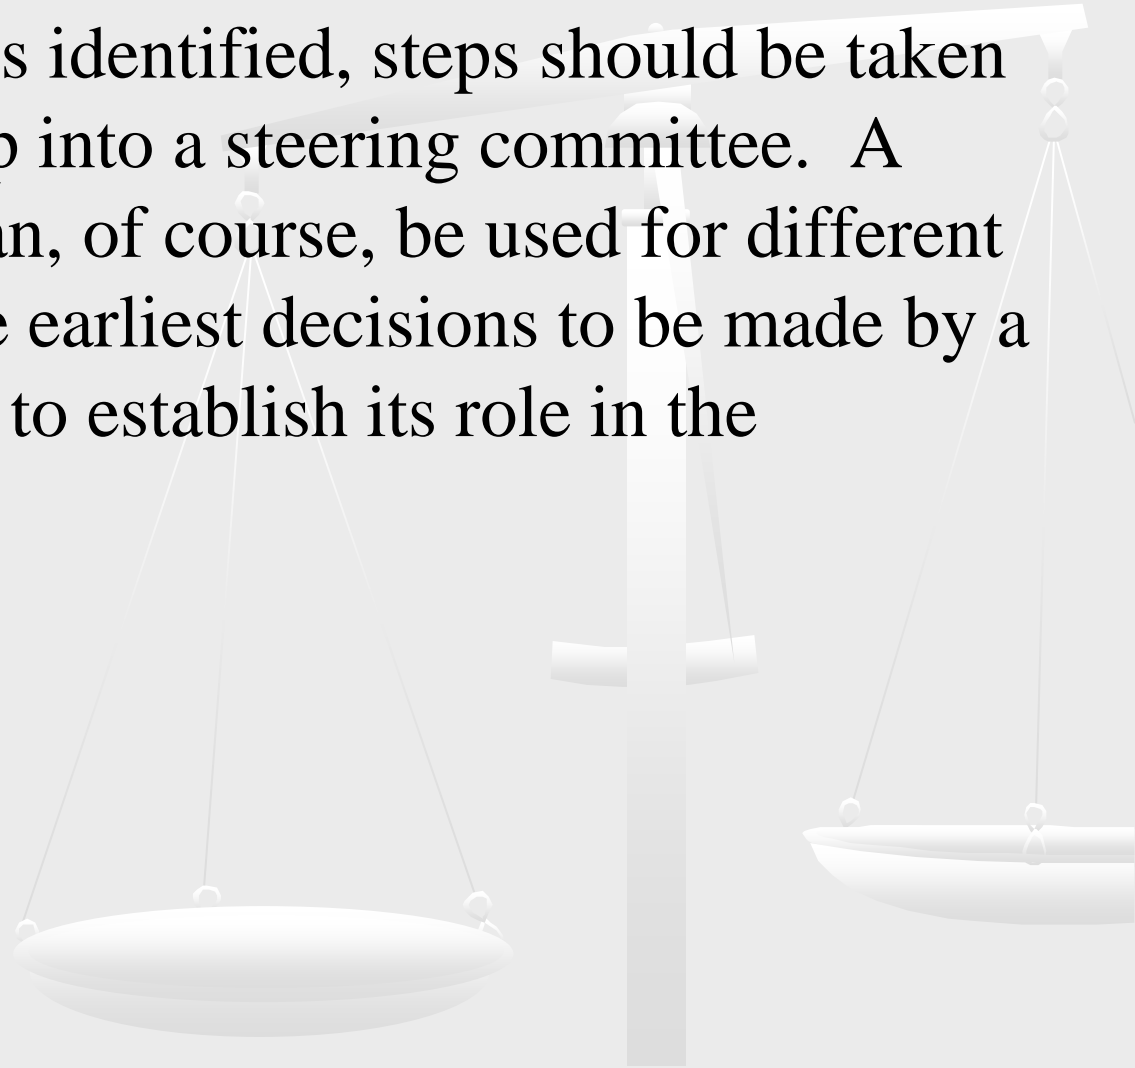 s identified, steps should be taken
p into a steering committee.  A
an, of course, be used for different
e earliest decisions to be made by a
to establish its role in the